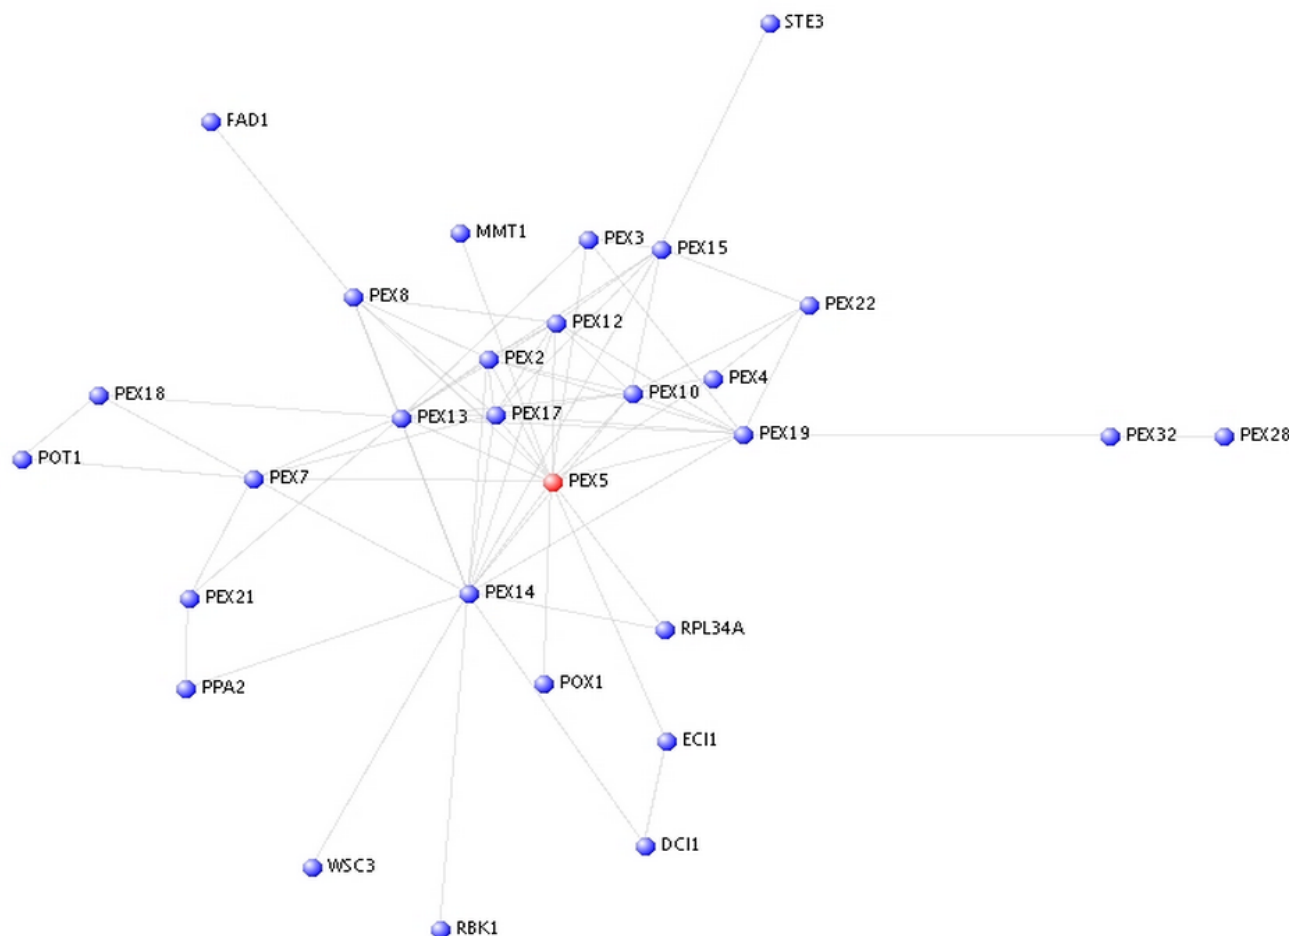 STE3
FAD1
MMT1
PEX3
PEX15
PEX8
PEX22
PEX12
PEX2
PEX4
PEX18
PEX10
PEX13
PEX17
PEX19
PEX32
PEX28
POT1
PEX7
PEX5
PEX14
PEX21
RPL34A
POX1
PPA2
ECI1
DCI1
WSC3
RBK1